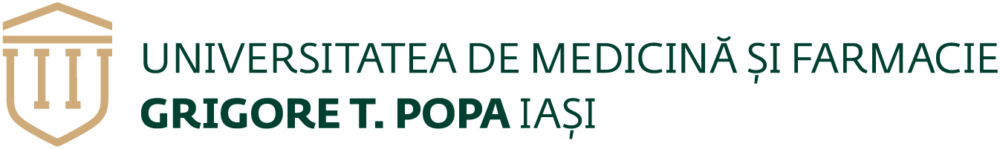 UNIVERSITATEA DE MEDICINĂ ȘI FARMACIE
GRIGORE T. POPA IAȘI